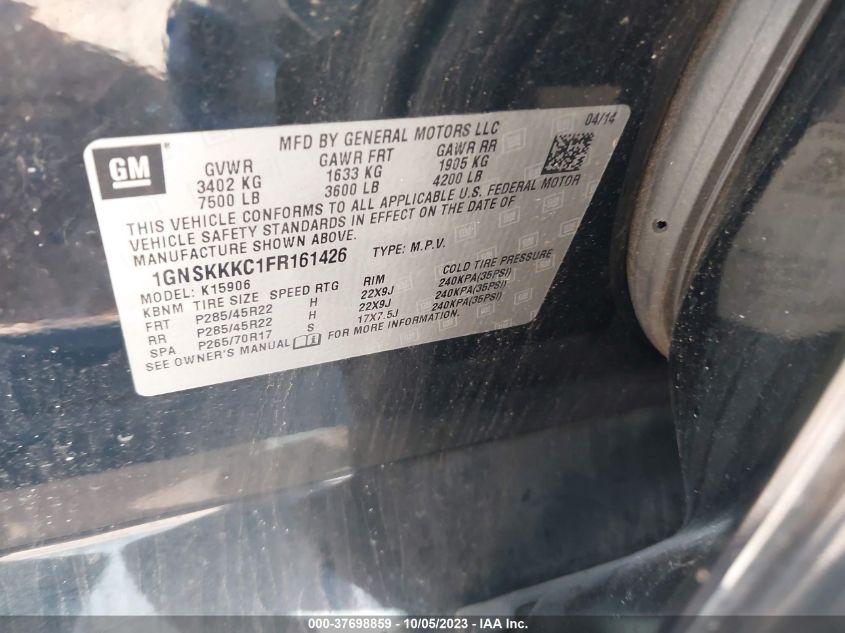 GM
MFD BY GENERAL MOTORS LLC
04/14
GVWR GAWR FRT GAWR RR
3402 KG 1633 KG 1905 KG
7500 LB 3600 LB 4200 LB
THIS VEHICLE CONFORMS TO ALL APPLICABLE U.S. FEDERAL MOTOR
VEHICLE SAFETY STANDARDS IN EFFECT ON THE DATE OF
MANUFACTURE SHOWN ABOVE.
1GNSKKKC1FR161426 TYPE: M.P.V.
MODEL: K15906
KBNM TIRE SIZE SPEED RTG RIM COLD TIRE PRESSURE
FRT P285/45R22 H 22X9J 240KPA(35PSI)
RR P285/45R22 H 22X9J 240KPA(35PSI)
SPA P265/70R17 S 17X7.5J 240KPA(35PSI)
SEE OWNER'S MANUAL FOR MORE INFORMATION.
000-37698859 - 10/05/2023 - IAA Inc.